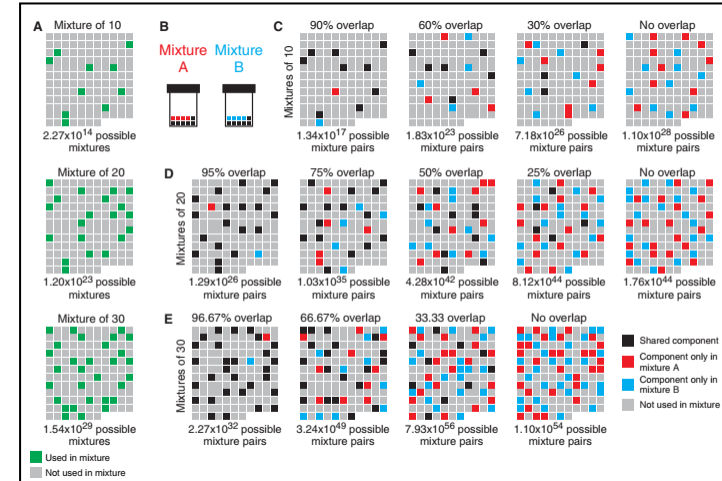 A Mixture of 10
2.27x10^14 possible
mixtures
Mixture of 20
1.20x10^23 possible
mixtures
Mixture of 30
1.54x10^29 possible
mixtures
Used in mixture
Not used in mixture
B
Mixture Mixture
A B
C 90% overlap 60% overlap 30% overlap No overlap
Mixtures of 10
1.34x10^17 possible
mixture pairs
1.83x10^23 possible
mixture pairs
7.18x10^26 possible
mixture pairs
1.10x10^28 possible
mixture pairs
D 95% overlap 75% overlap 50% overlap 25% overlap No overlap
Mixtures of 20
1.29x10^26 possible
mixture pairs
1.03x10^35 possible
mixture pairs
4.28x10^42 possible
mixture pairs
8.12x10^44 possible
mixture pairs
1.76x10^44 possible
mixture pairs
E 96.67% overlap 66.67% overlap 33.33 overlap No overlap
Mixtures of 30
2.27x10^32 possible
mixture pairs
3.24x10^49 possible
mixture pairs
7.93x10^56 possible
mixture pairs
1.10x10^54 possible
mixture pairs
Shared component
Component only in
mixture A
Component only in
mixture B
Not used in mixture